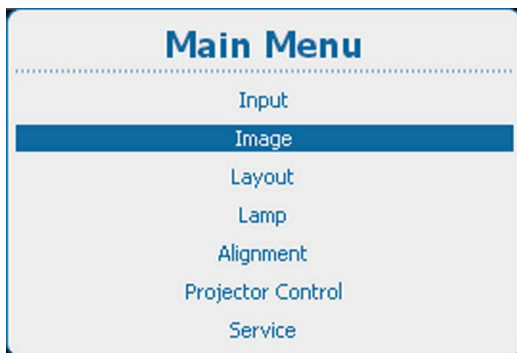 Main Menu
Input
Image
Layout
Lamp
Alignment
Projector Control
Service